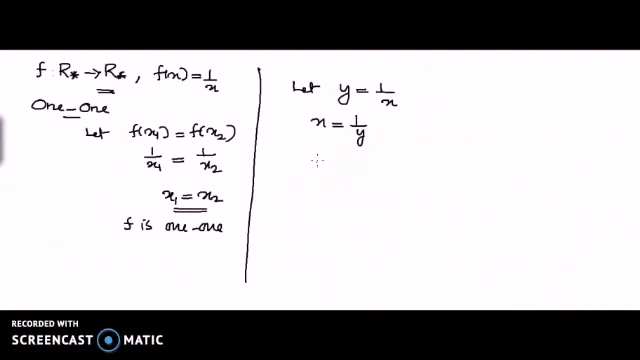 f: R* → R*, f(x) = 1/x
One-One
Let f(x1) = f(x2)
1/x1 = 1/x2
x1 = x2
f is one-one
Let y = 1/x
x = 1/y
RECORDED WITH
SCREENCAST MATIC